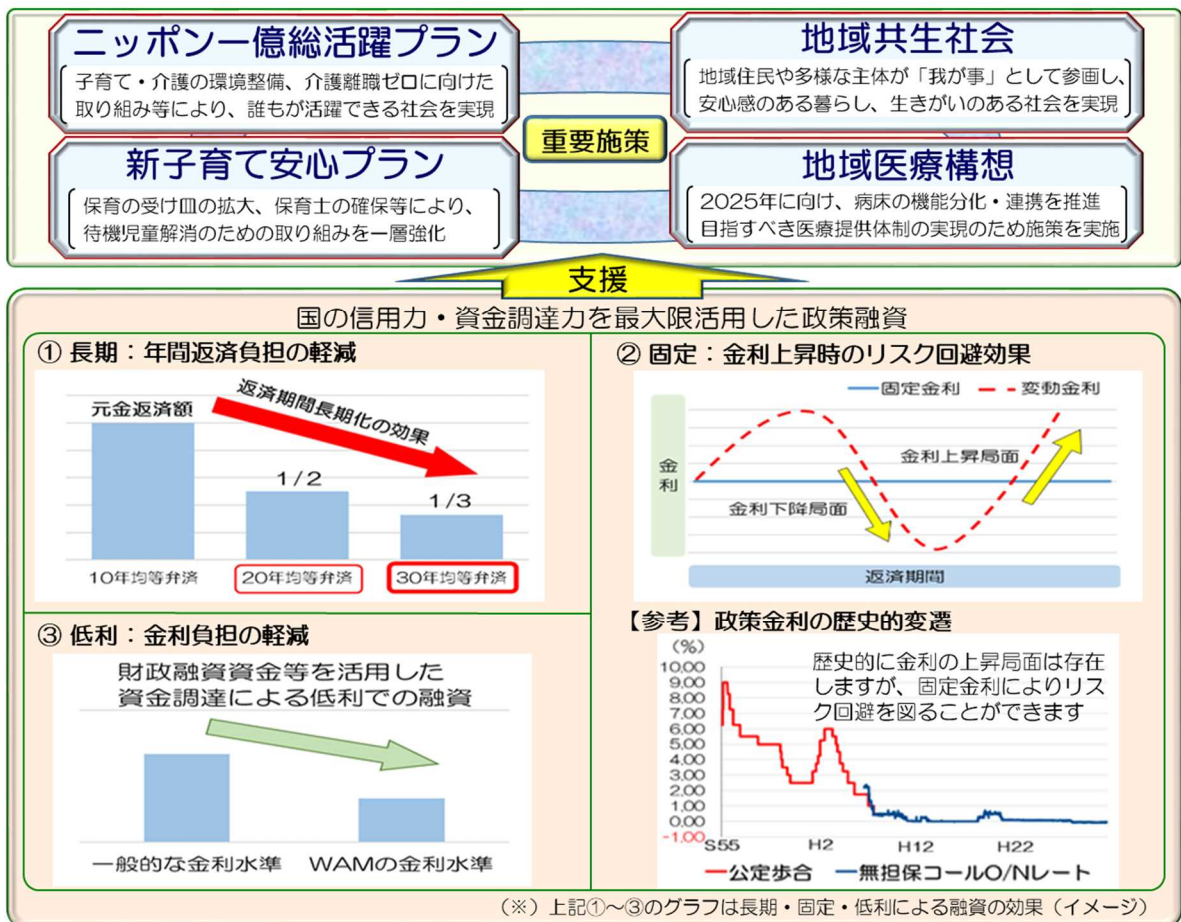 ニッポン一億総活躍プラン
子育て・介護の環境整備、介護離職ゼロに向けた
取り組み等により、誰もが活躍できる社会を実現
地域共生社会
地域住民や多様な主体が「我が事」として参画し、
安心感のある暮らし、生きがいのある社会を実現
重要施策
新子育て安心プラン
保育の受け皿の拡大、保育士の確保等により、
待機児童解消のための取り組みを一層強化
地域医療構想
2025年に向け、病床の機能分化・連携を推進
目指すべき医療提供体制の実現のため施策を実施
支援
国の信用力・資金調達力を最大限活用した政策融資
① 長期：年間返済負担の軽減
元金返済額
返済期間長期化の効果
1/2
1/3
10年均等弁済
20年均等弁済
30年均等弁済
② 固定：金利上昇時のリスク回避効果
固定金利
変動金利
金利
金利上昇局面
金利下降局面
返済期間
③ 低利：金利負担の軽減
財政融資資金等を活用した
資金調達による低利での融資
一般的な金利水準
WAMの金利水準
【参考】政策金利の歴史的変遷
(%)
歴史的に金利の上昇局面は存在
しますが、固定金利によりリス
ク回避を図ることができます
10.00
9.00
8.00
7.00
6.00
5.00
4.00
3.00
2.00
1.00
0.00
-1.00
S55
H2
H12
H22
公定歩合
無担保コールO/Nレート
（※）上記①～③のグラフは長期・固定・低利による融資の効果（イメージ）